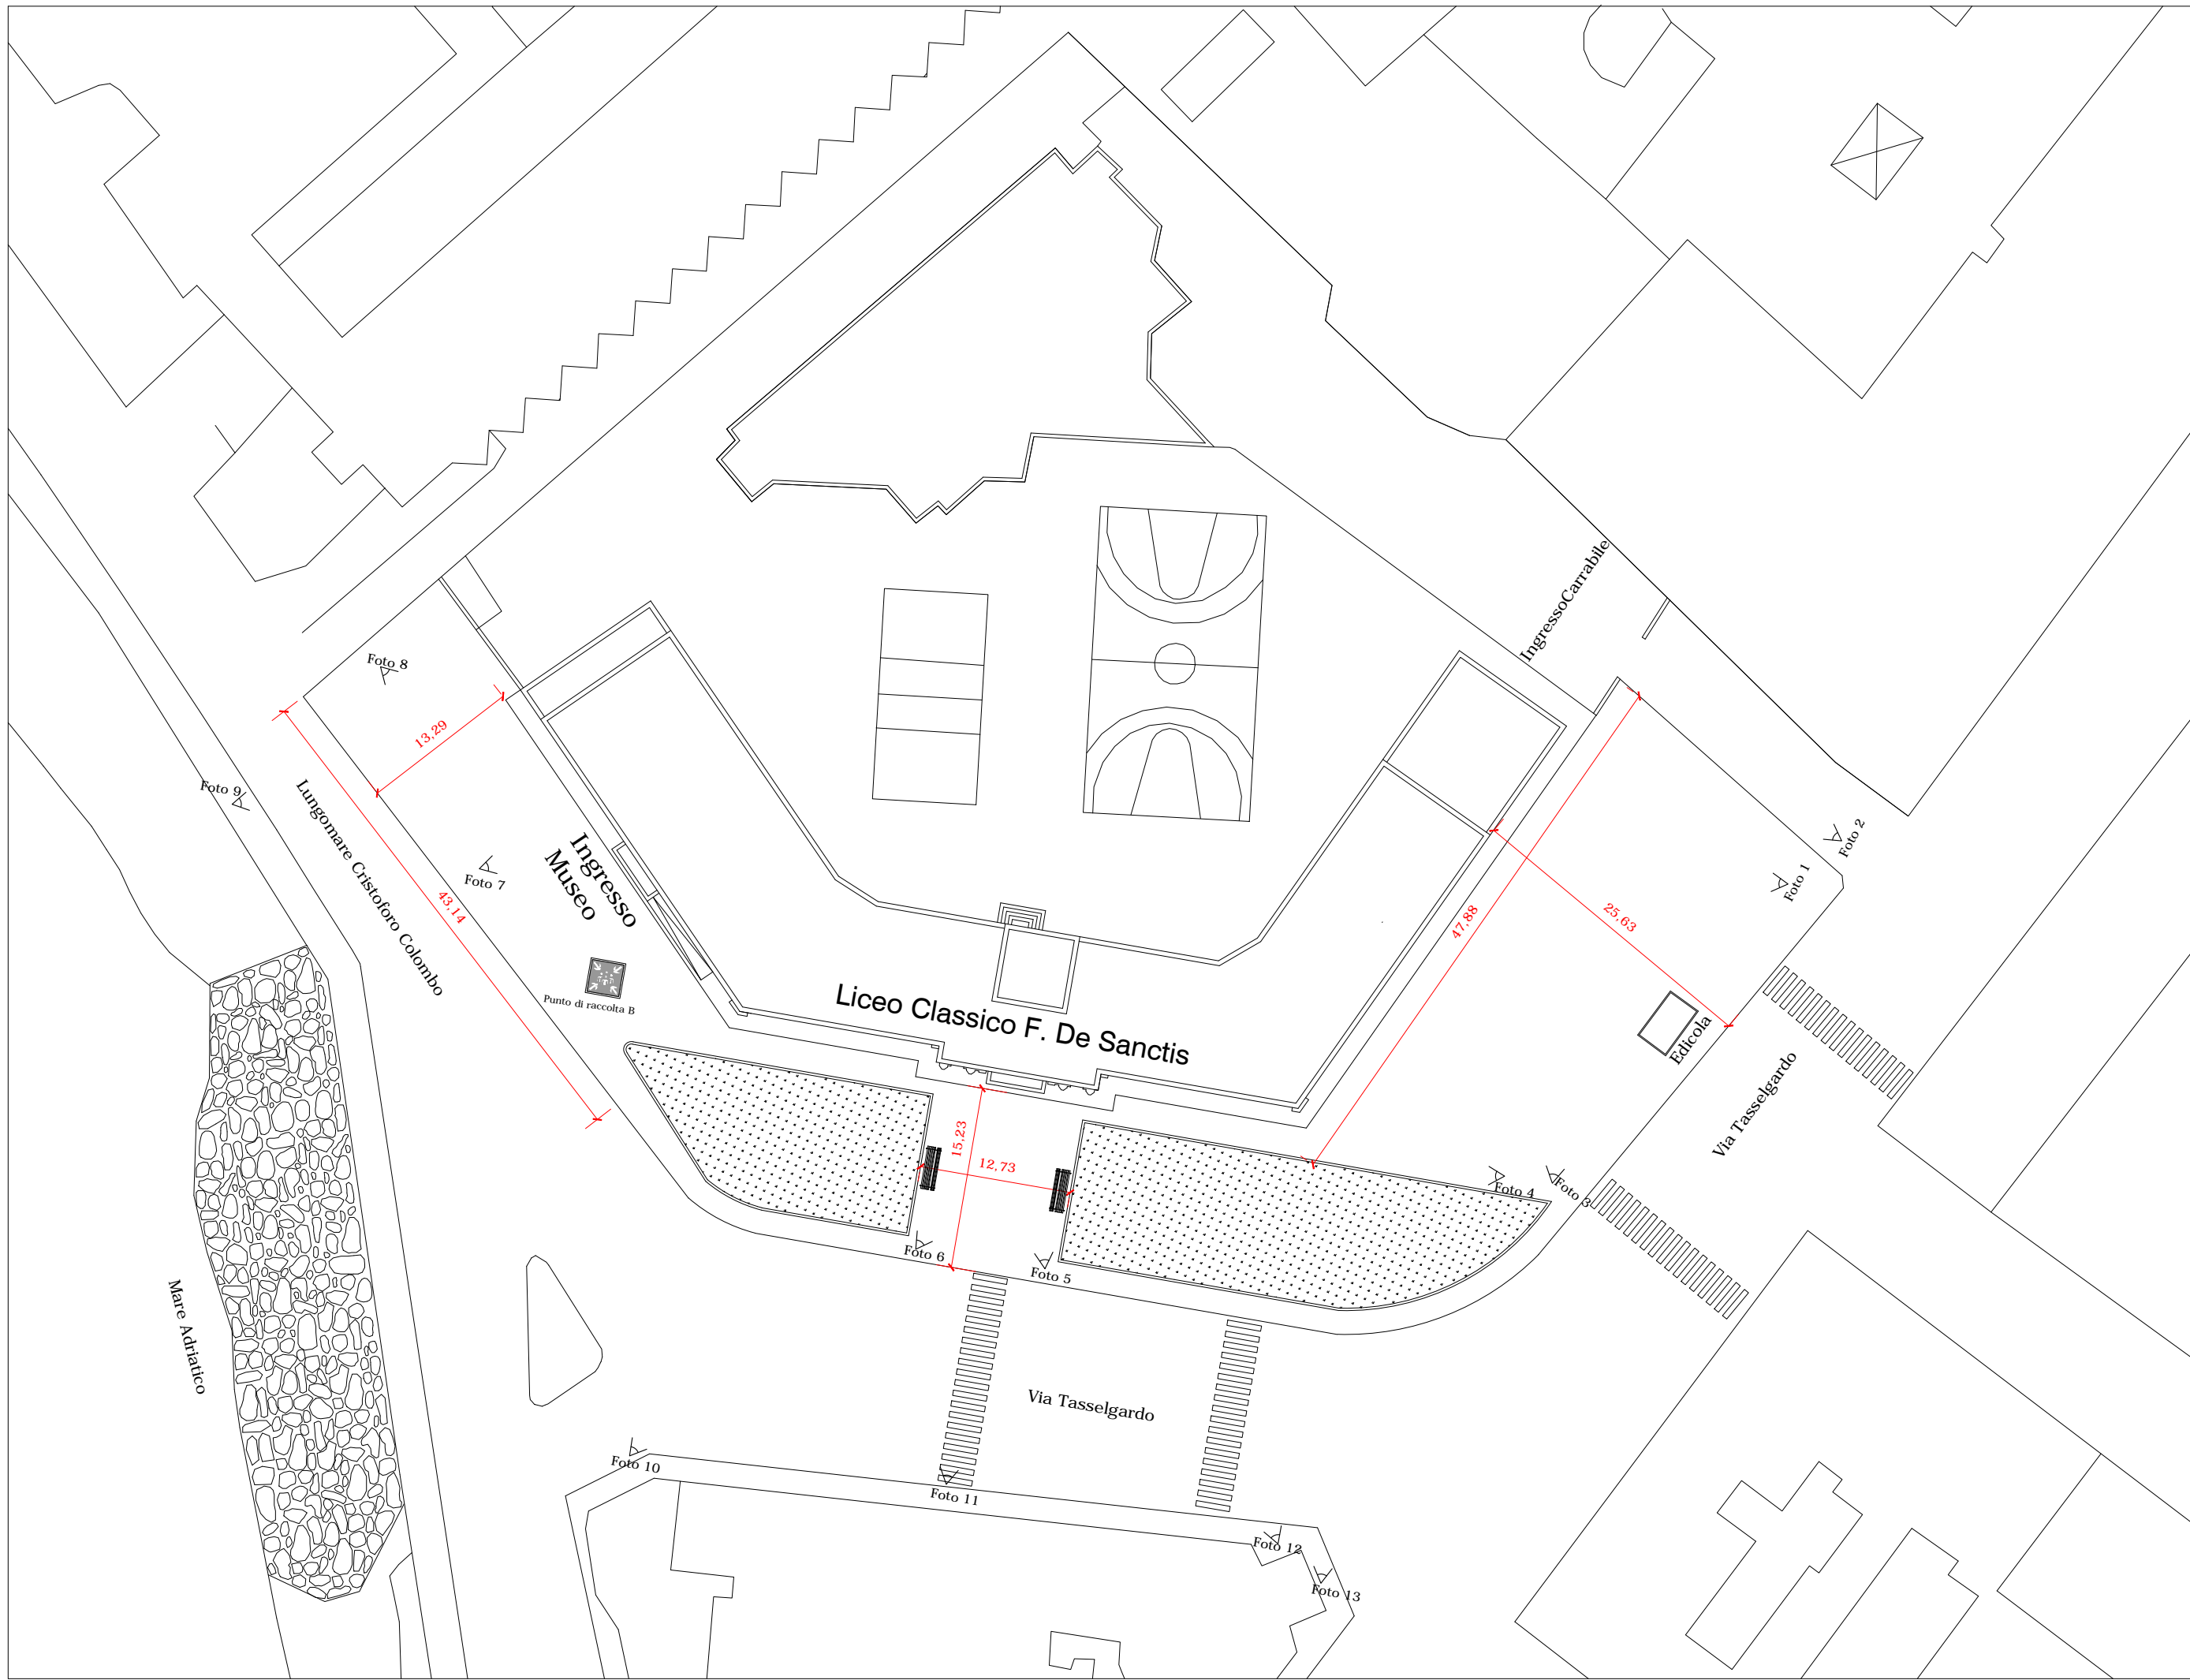 IngressoCarrabile
Foto 8
13,29
Foto 9
Lungomare Cristoforo Colombo
43,14
Foto 7
Ingresso
Museo
Punto di raccolta B
Liceo Classico F. De Sanctis
47,88
25,63
Foto 2
Foto 1
Edicola
Via Tasselgardo
15,23
12,73
Foto 4
Foto 3
Foto 6
Foto 5
Mare Adriatico
Via Tasselgardo
Foto 10
Foto 11
Foto 12
Foto 13